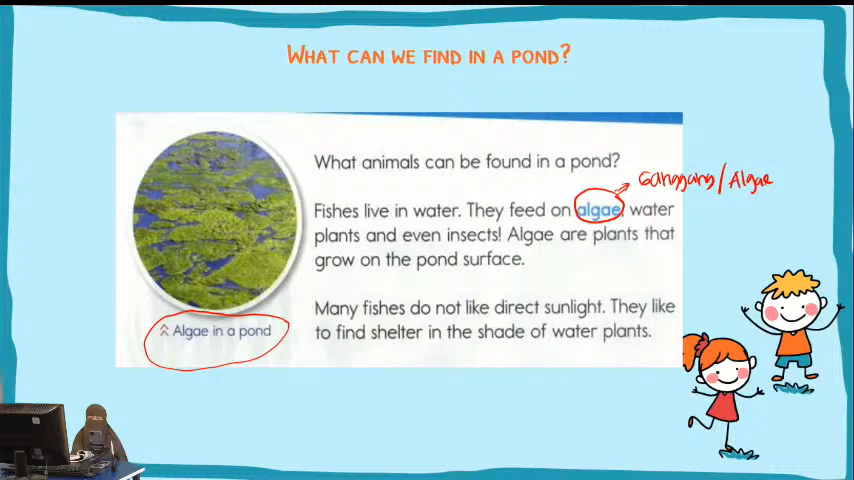 WHAT CAN WE FIND IN A POND?
What animals can be found in a pond?
Ganggang/Algae
Fishes live in water. They feed on algae, water
plants and even insects! Algae are plants that
grow on the pond surface.
Many fishes do not like direct sunlight. They like
to find shelter in the shade of water plants.
Algae in a pond